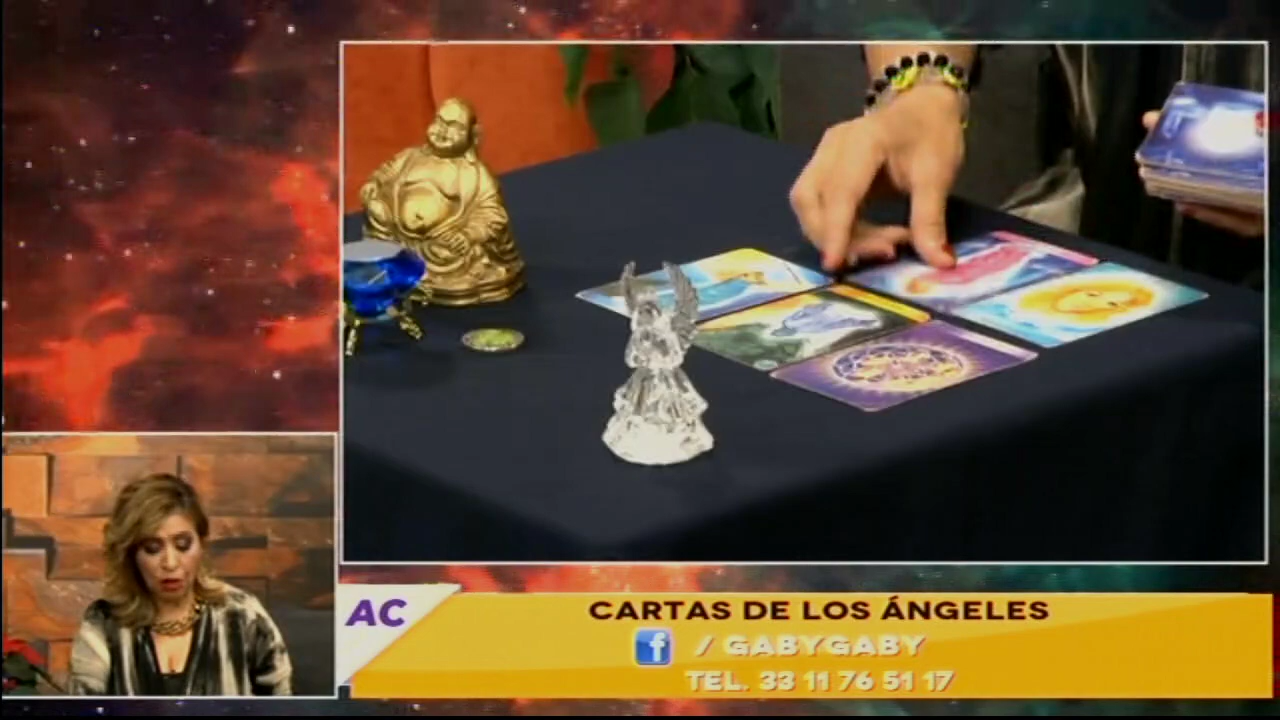 AC
CARTAS DE LOS ÁNGELES
f / GABYGABY
TEL. 33 11 76 51 17